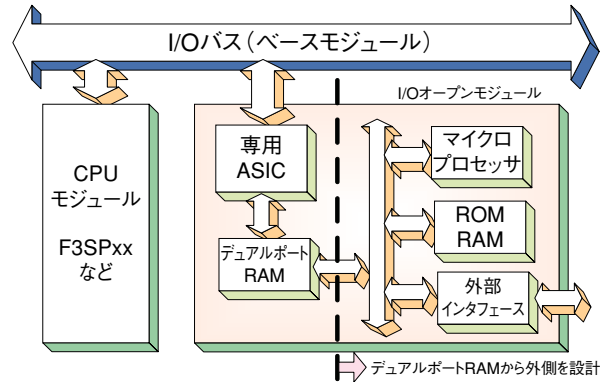 I/Oバス（ベースモジュール）
I/Oオープンモジュール
CPU
モジュール
F3SPxx
など
専用
ASIC
デュアルポート
RAM
マイクロ
プロセッサ
ROM
RAM
外部
インタフェース
デュアルポートRAMから外側を設計